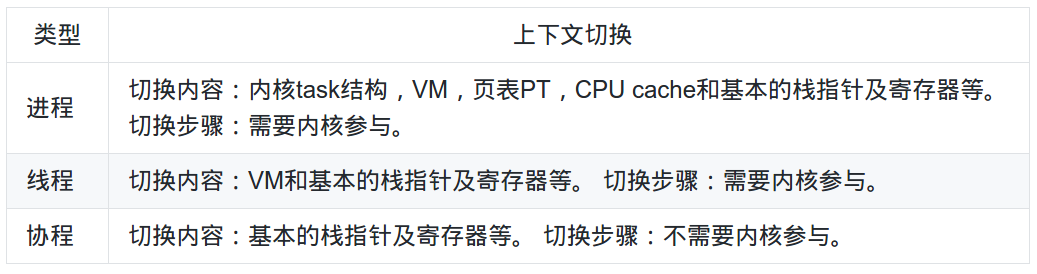 类型 上下文切换
进程 切换内容：内核task结构，VM，页表PT，CPU cache和基本的栈指针及寄存器等。
切换步骤：需要内核参与。
线程 切换内容：VM和基本的栈指针及寄存器等。 切换步骤：需要内核参与。
协程 切换内容：基本的栈指针及寄存器等。 切换步骤：不需要内核参与。